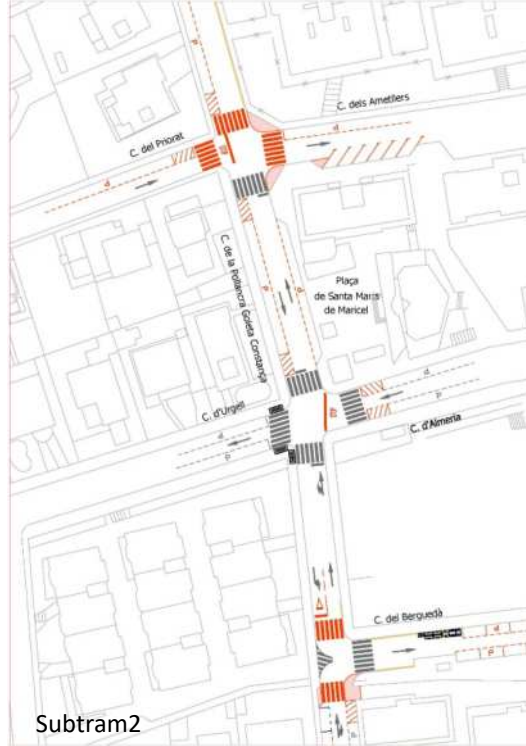 C. dels Ametllers
C. del Priorat
C. de la Pollancra Goleta Constança
Plaça
de Santa Maria
de Maricel
C. d'Urgell
C. d'Almeria
C. del Berguedà
Subtram2